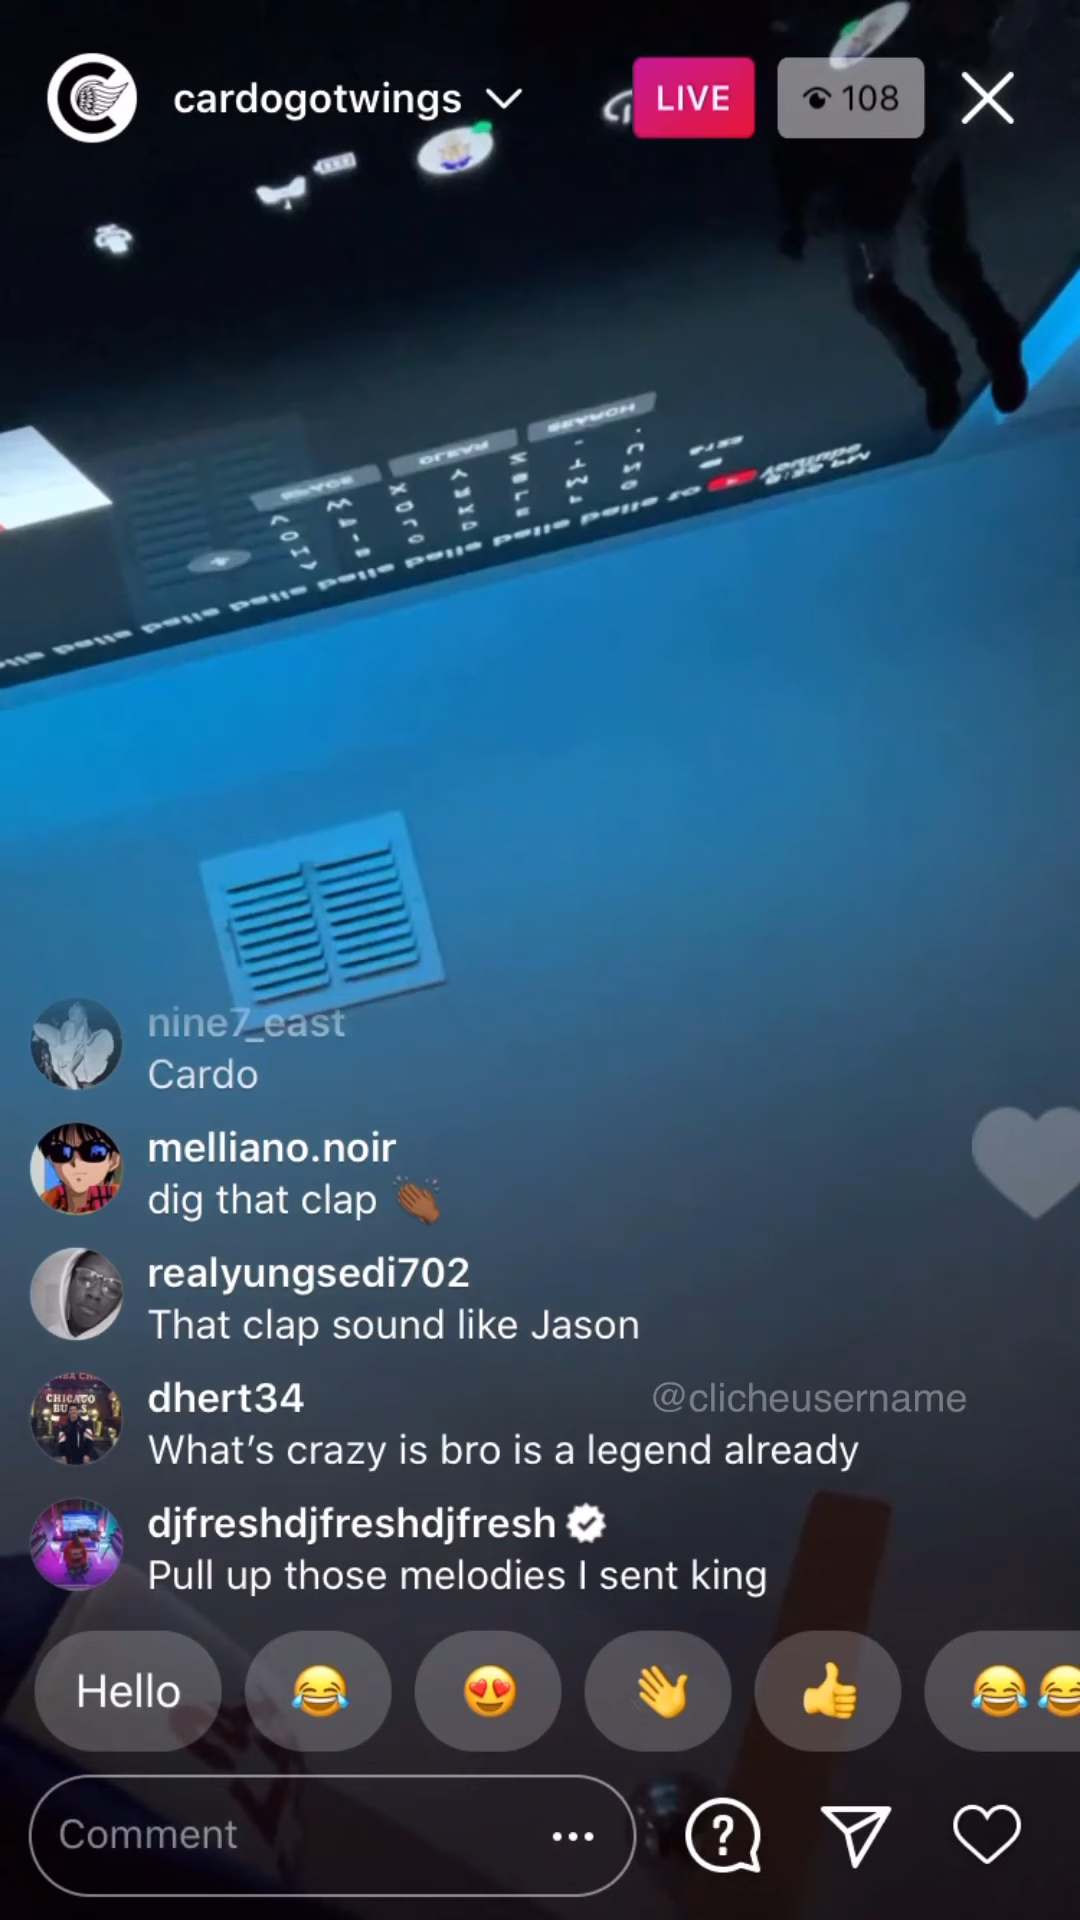 cardogotwings
LIVE
108
nine7_east
Cardo
melliano.noir
dig that clap 👏🏾
realyungsedi702
That clap sound like Jason
dhert34
@clicheusername
What's crazy is bro is a legend already
djfreshdjfreshdjfresh
Pull up those melodies I sent king
Hello
Comment